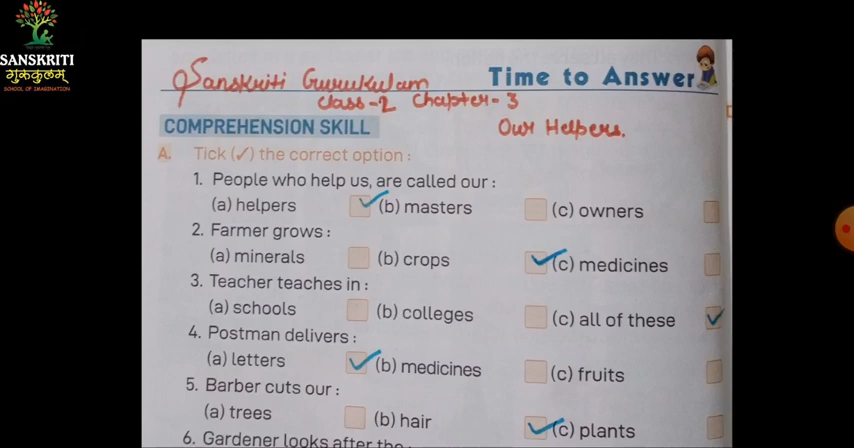 SANSKRITI
गुरुकुलम्
SCHOOL OF IMAGINATION
Sanskriti Gurukulam
Time to Answer
Class-2 Chapter-3
COMPREHENSION SKILL
Our Helpers.
A. Tick (✓) the correct option :
1. People who help us, are called our :
(a) helpers (b) masters (c) owners
2. Farmer grows :
(a) minerals (b) crops (c) medicines
3. Teacher teaches in :
(a) schools (b) colleges (c) all of these
4. Postman delivers :
(a) letters (b) medicines (c) fruits
5. Barber cuts our :
(a) trees (b) hair (c) plants
6. Gardener looks after the :